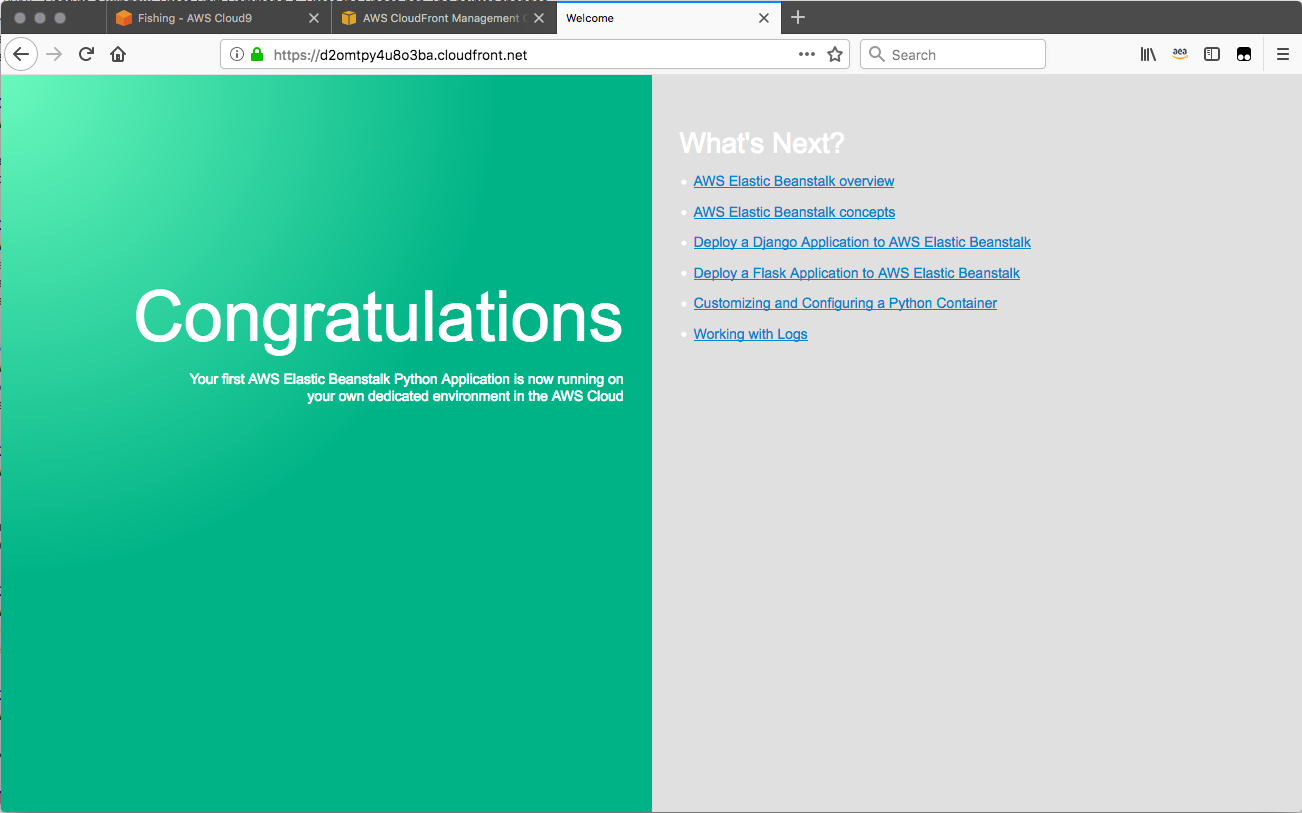 Fishing - AWS Cloud9
AWS CloudFront Management C
Welcome
https://d2omtpy4u8o3ba.cloudfront.net
Search
aea
Congratulations
Your first AWS Elastic Beanstalk Python Application is now running on
your own dedicated environment in the AWS Cloud
What's Next?
AWS Elastic Beanstalk overview
AWS Elastic Beanstalk concepts
Deploy a Django Application to AWS Elastic Beanstalk
Deploy a Flask Application to AWS Elastic Beanstalk
Customizing and Configuring a Python Container
Working with Logs